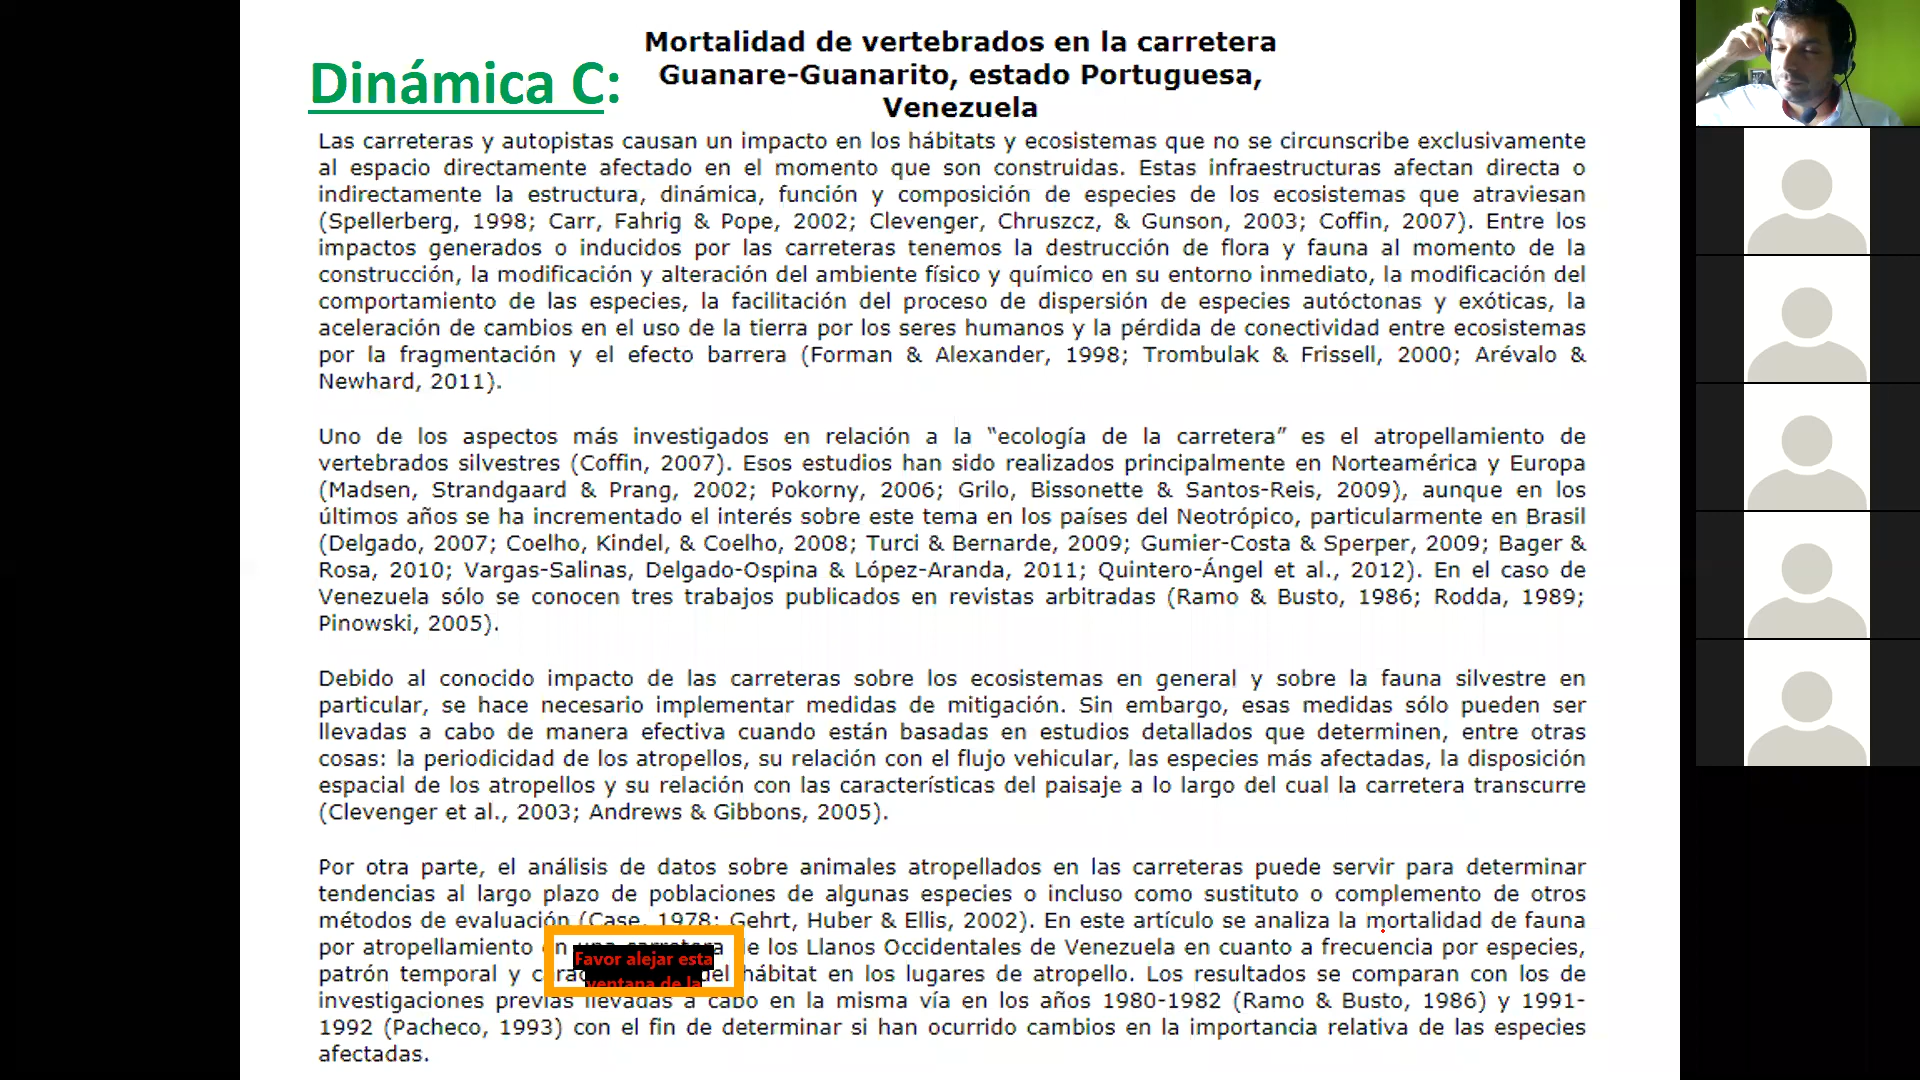 Dinámica C:
Mortalidad de vertebrados en la carretera
Guanare-Guanarito, estado Portuguesa,
Venezuela
Las carreteras y autopistas causan un impacto en los hábitats y ecosistemas que no se circunscribe exclusivamente
al espacio directamente afectado en el momento que son construidas. Estas infraestructuras afectan directa o
indirectamente la estructura, dinámica, función y composición de especies de los ecosistemas que atraviesan
(Spellerberg, 1998; Carr, Fahrig & Pope, 2002; Clevenger, Chruszcz, & Gunson, 2003; Coffin, 2007). Entre los
impactos generados o inducidos por las carreteras tenemos la destrucción de flora y fauna al momento de la
construcción, la modificación y alteración del ambiente físico y químico en su entorno inmediato, la modificación del
comportamiento de las especies, la facilitación del proceso de dispersión de especies autóctonas y exóticas, la
aceleración de cambios en el uso de la tierra por los seres humanos y la pérdida de conectividad entre ecosistemas
por la fragmentación y el efecto barrera (Forman & Alexander, 1998; Trombulak & Frissell, 2000; Arévalo &
Newhard, 2011).
Uno de los aspectos más investigados en relación a la “ecología de la carretera” es el atropellamiento de
vertebrados silvestres (Coffin, 2007). Esos estudios han sido realizados principalmente en Norteamérica y Europa
(Madsen, Strandgaard & Prang, 2002; Pokorny, 2006; Grilo, Bissonette & Santos-Reis, 2009), aunque en los
últimos años se ha incrementado el interés sobre este tema en los países del Neotrópico, particularmente en Brasil
(Delgado, 2007; Coelho, Kindel, & Coelho, 2008; Turci & Bernarde, 2009; Gumier-Costa & Sperper, 2009; Bager &
Rosa, 2010; Vargas-Salinas, Delgado-Ospina & López-Aranda, 2011; Quintero-Ángel et al., 2012). En el caso de
Venezuela sólo se conocen tres trabajos publicados en revistas arbitradas (Ramo & Busto, 1986; Rodda, 1989;
Pinowski, 2005).
Debido al conocido impacto de las carreteras sobre los ecosistemas en general y sobre la fauna silvestre en
particular, se hace necesario implementar medidas de mitigación. Sin embargo, esas medidas sólo pueden ser
llevadas a cabo de manera efectiva cuando están basadas en estudios detallados que determinen, entre otras
cosas: la periodicidad de los atropellos, su relación con el flujo vehicular, las especies más afectadas, la disposición
espacial de los atropellos y su relación con las características del paisaje a lo largo del cual la carretera transcurre
(Clevenger et al., 2003; Andrews & Gibbons, 2005).
Por otra parte, el análisis de datos sobre animales atropellados en las carreteras puede servir para determinar
tendencias al largo plazo de poblaciones de algunas especies o incluso como sustituto o complemento de otros
métodos de evaluación (Case, 1978; Gehrt, Huber & Ellis, 2002). En este artículo se analiza la mortalidad de fauna
por atropellamiento en una carretera de los Llanos Occidentales de Venezuela en cuanto a frecuencia por especies,
patrón temporal y del hábitat en los lugares de atropello. Los resultados se comparan con los de
investigaciones previas llevadas a cabo en la misma vía en los años 1980-1982 (Ramo & Busto, 1986) y 1991-
1992 (Pacheco, 1993) con el fin de determinar si han ocurrido cambios en la importancia relativa de las especies
afectadas.
Favor alejar esta
ventana de la